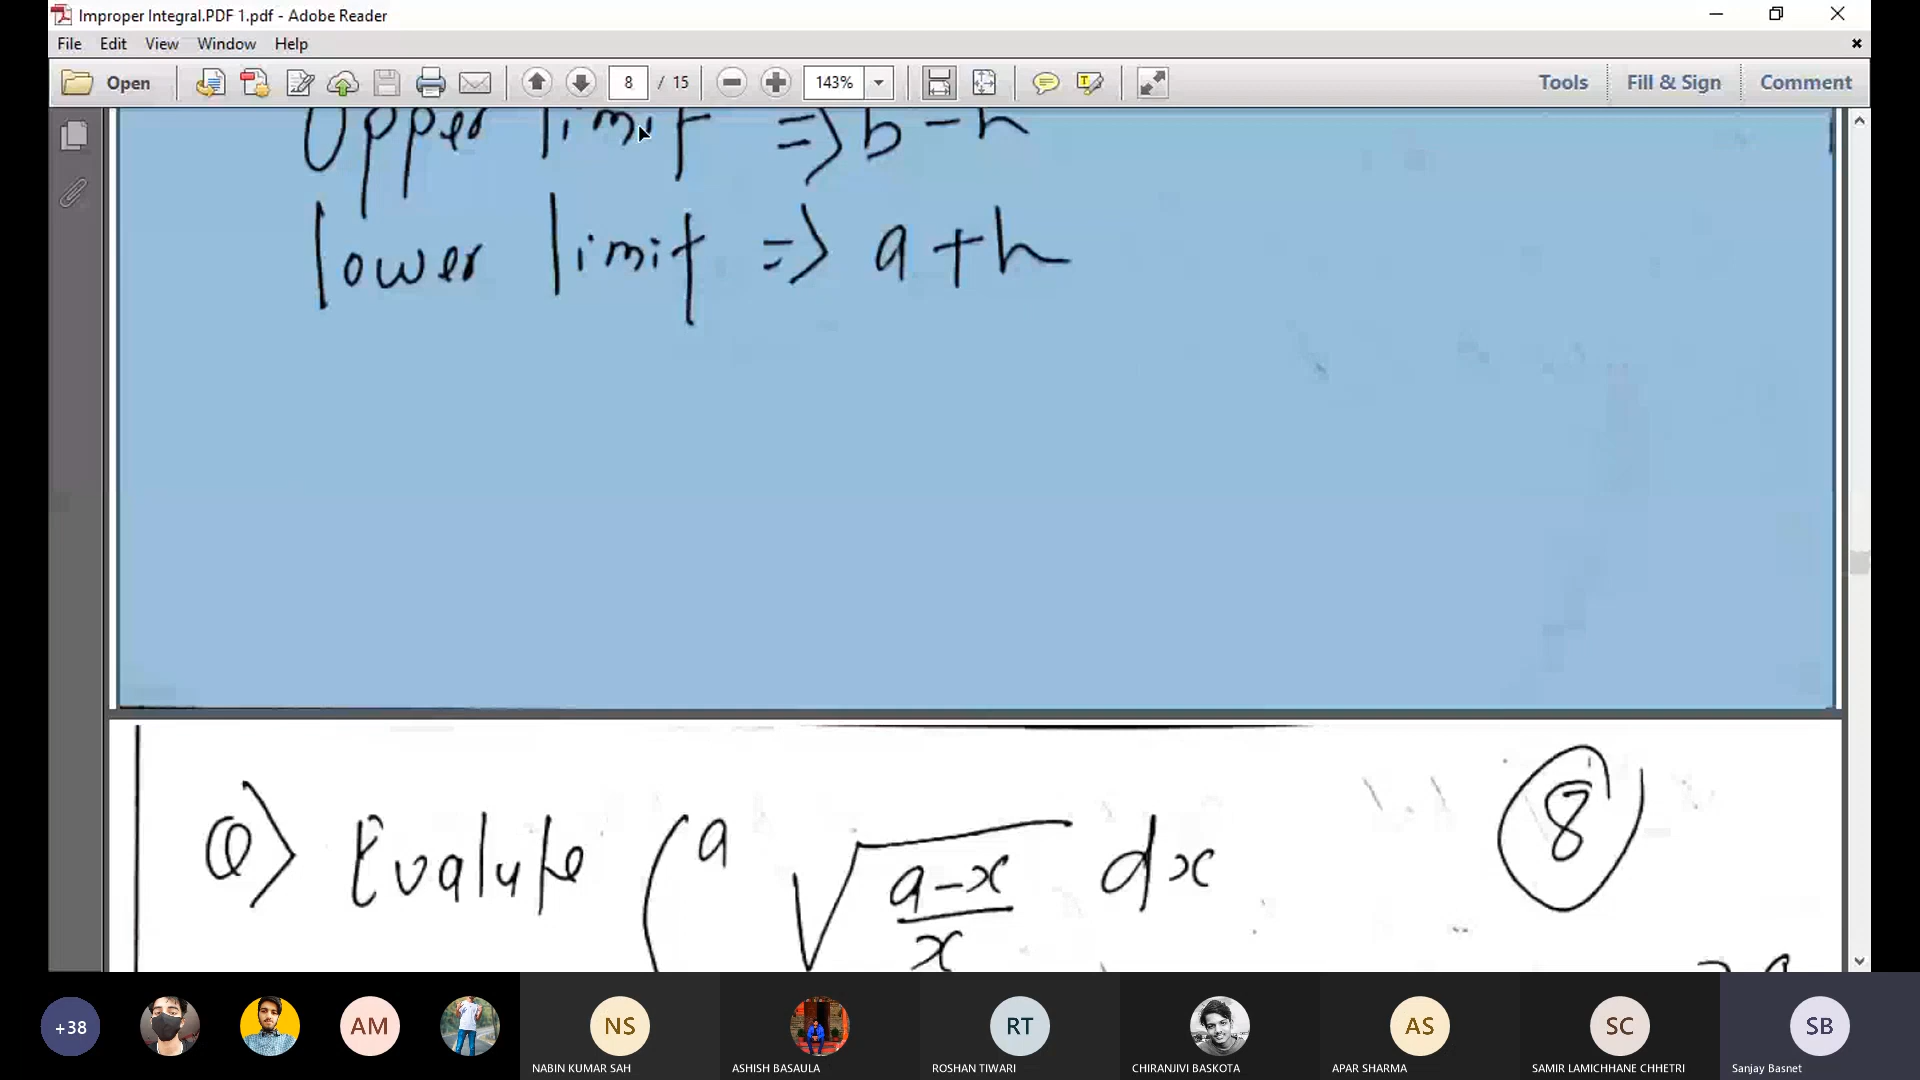 Improper Integral.PDF 1.pdf - Adobe Reader
File Edit View Window Help
Open 8 / 15 143% Tools Fill & Sign Comment
Upper limit => b - h
lower limit => a + h
8
Q> Evalute ∫ a √(a-x/x) dx
+38 AM NS RT AS SC SB
NABIN KUMAR SAH ASHISH BASAULA ROSHAN TIWARI CHIRANJIVI BASKOTA APAR SHARMA SAMIR LAMICHHANE CHHETRI Sanjay Basnet